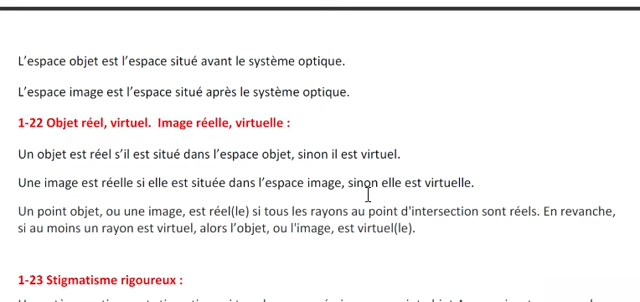 L’espace objet est l’espace situé avant le système optique.
L’espace image est l’espace situé après le système optique.
1-22 Objet réel, virtuel. Image réelle, virtuelle :
Un objet est réel s’il est situé dans l’espace objet, sinon il est virtuel.
Une image est réelle si elle est située dans l’espace image, sinon elle est virtuelle.
Un point objet, ou une image, est réel(le) si tous les rayons au point d'intersection sont réels. En revanche,
si au moins un rayon est virtuel, alors l’objet, ou l'image, est virtuel(le).
1-23 Stigmatisme rigoureux :